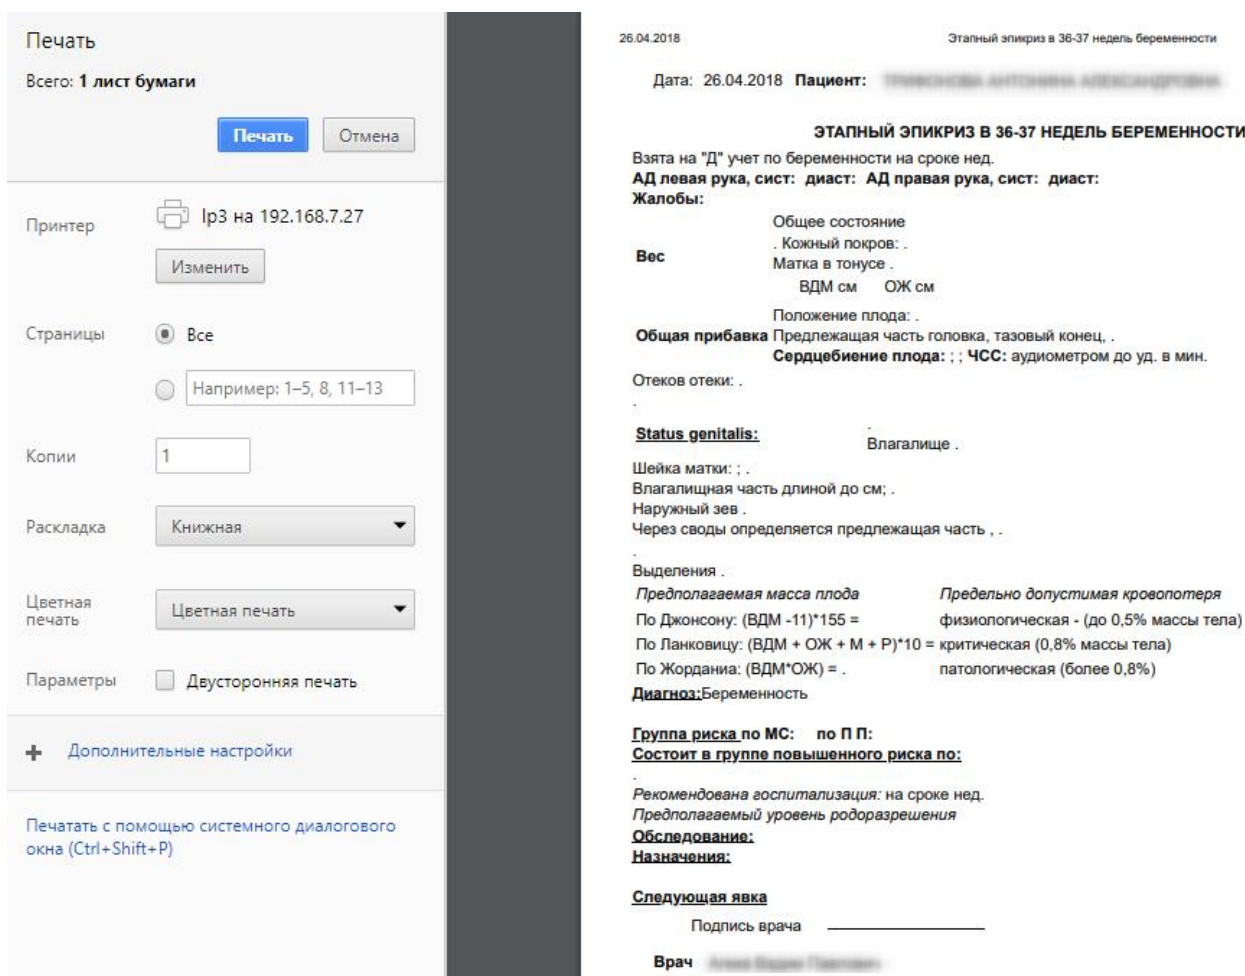 Печать
Всего: 1 лист бумаги
Печать Отмена
Принтер lp3 на 192.168.7.27
Изменить
Страницы Все
Например: 1–5, 8, 11–13
Копии 1
Раскладка Книжная
Цветная печать Цветная печать
Параметры Двусторонняя печать
+ Дополнительные настройки
Печатать с помощью системного диалогового
окна (Ctrl+Shift+P)
26.04.2018 Этапный эпикриз в 36-37 недель беременности
Дата: 26.04.2018 Пациент:
ЭТАПНЫЙ ЭПИКРИЗ В 36-37 НЕДЕЛЬ БЕРЕМЕННОСТИ
Взята на "Д" учет по беременности на сроке нед.
АД левая рука, сист: диаст: АД правая рука, сист: диаст:
Жалобы:
Общее состояние
. Кожный покров: .
Вес
Матка в тонусе .
ВДМ см ОЖ см
Положение плода: .
Общая прибавка Предлежащая часть головка, тазовый конец, .
Сердцебиение плода: ; ; ЧСС: аудиометром до уд. в мин.
Отеков отеки: .
.
.
Status genitalis:
Влагалище .
Шейка матки: ; .
Влагалищная часть длиной до см; .
Наружный зев .
Через своды определяется предлежащая часть , .
.
Выделения .
Предполагаемая масса плода Предельно допустимая кровопотеря
По Джонсону: (ВДМ -11)*155 = физиологическая - (до 0,5% массы тела)
По Ланковицу: (ВДМ + ОЖ + М + Р)*10 = критическая (0,8% массы тела)
По Жордания: (ВДМ*ОЖ) = . патологическая (более 0,8%)
Диагноз:Беременность
Группа риска по МС: по П П:
Состоит в группе повышенного риска по:
.
Рекомендована госпитализация: на сроке нед.
Предполагаемый уровень родоразрешения
Обследование:
Назначения:
Следующая явка
Подпись врача
Врач